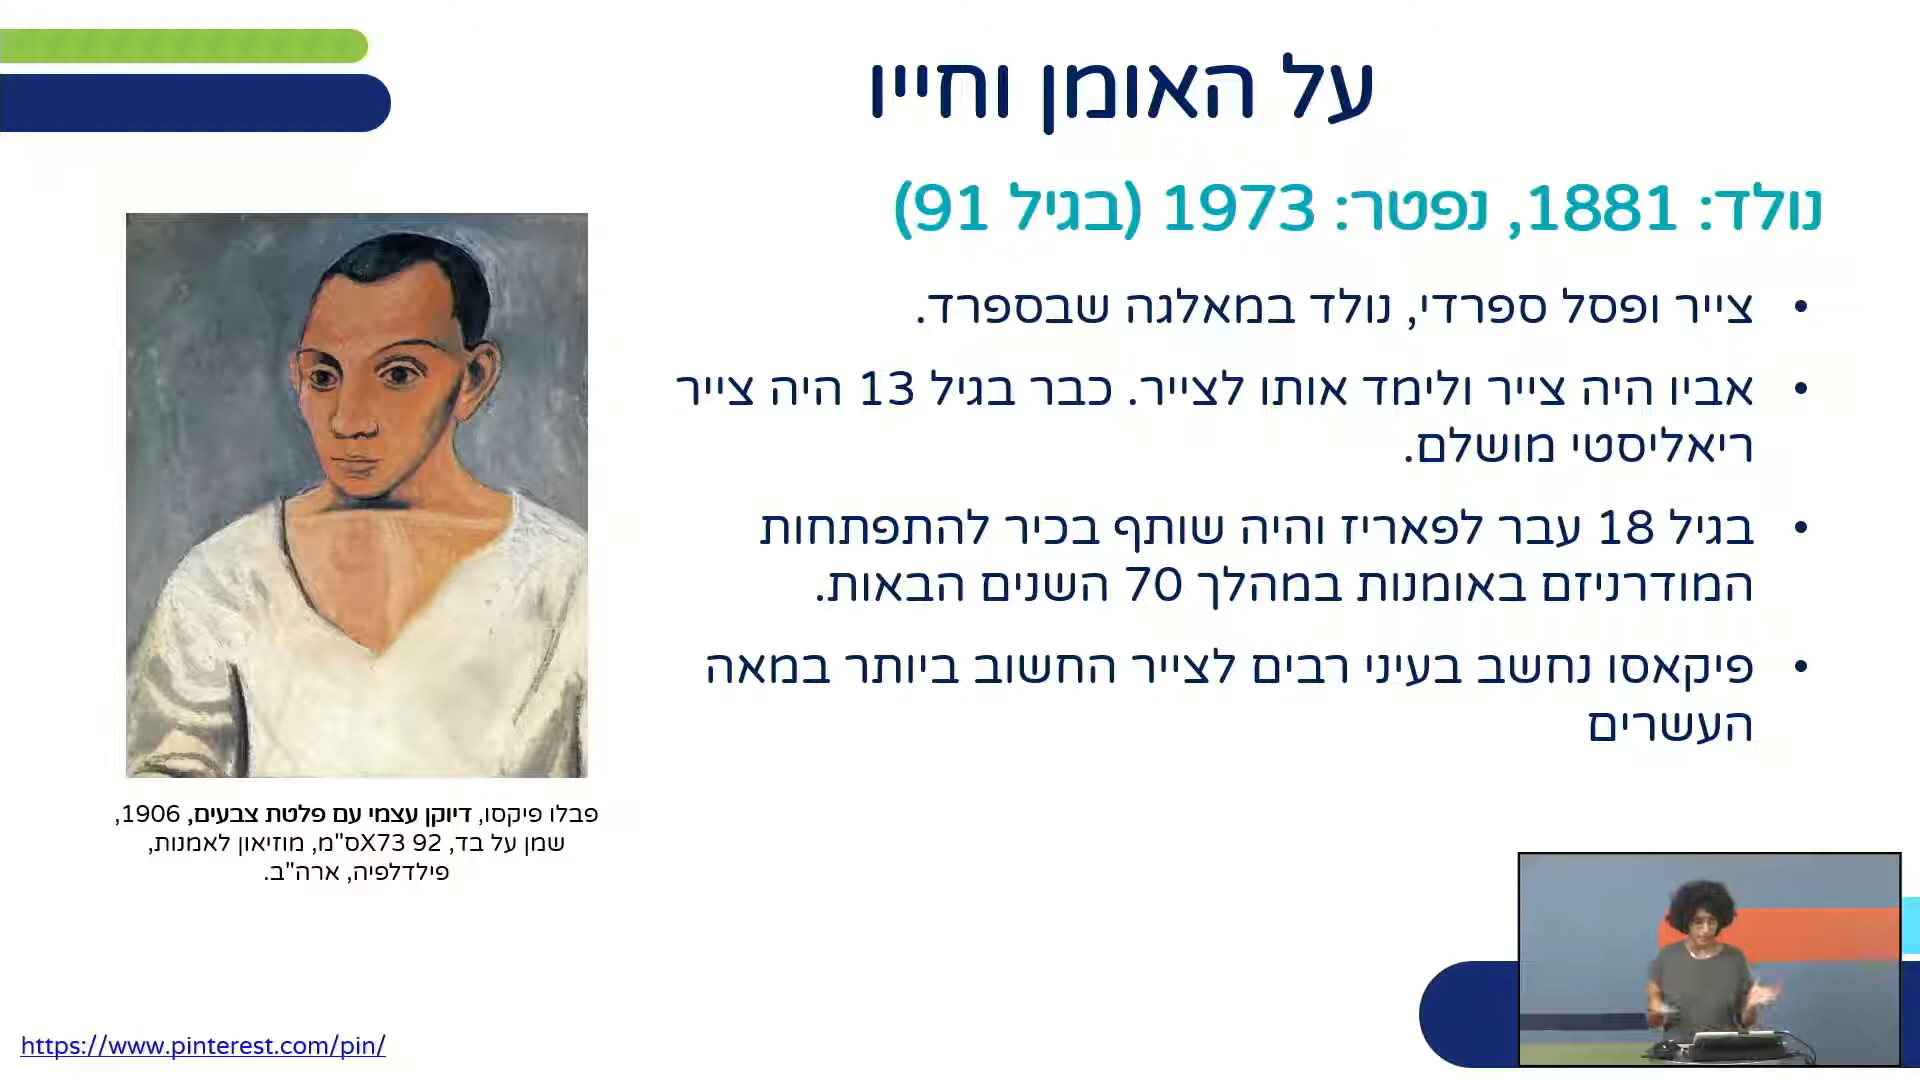 על האומן וחייו
נולד: 1881, נפטר: 1973 (בגיל 91)
• צייר ופסל ספרדי, נולד במאלגה שבספרד.
• אביו היה צייר ולימד אותו לצייר. כבר בגיל 13 היה צייר
ריאליסטי מושלם.
• בגיל 18 עבר לפאריז והיה שותף בכיר להתפתחות
המודרניזם באומנות במהלך 70 השנים הבאות.
• פיקאסו נחשב בעיני רבים לצייר החשוב ביותר במאה
העשרים
פבלו פיקסו, דיוקן עצמי עם פלטת צבעים, 1906,
שמן על בד, 92 X73ס"מ, מוזיאון לאמנות,
פילדלפיה, ארה"ב.
https://www.pinterest.com/pin/